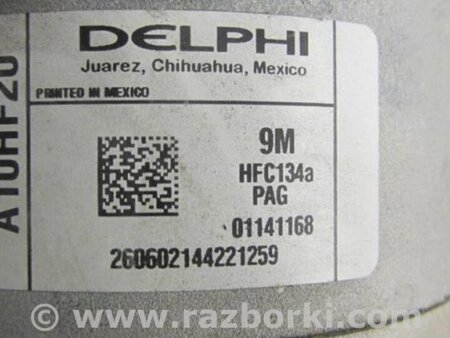 DELPHI
Juarez, Chihuahua, Mexico
PRINTED IN MEXICO
9M
HFC134a
PAG
01141168
260602144221259
www.razborki.com